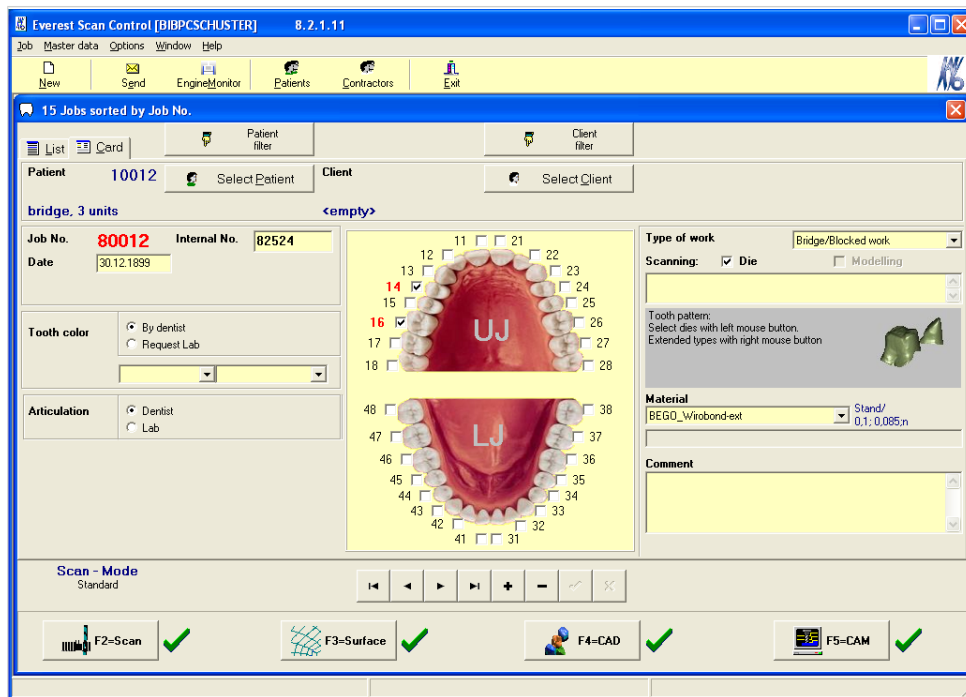 Everest Scan Control [BIBPCSCHUSTER] 8.2.1.11
Job Master data Options Window Help
New Send EngineMonitor Patients Contractors Exit
15 Jobs sorted by Job No.
List Card Patient filter Client filter
Patient 10012 Select Patient Client Select Client
bridge, 3 units <empty>
Job No. 80012 Internal No. 82524
Date 30.12.1899
Tooth color By dentist
Request Lab
Articulation Dentist
Lab
11 21
12 22
13 23
14 24
15 25
16 UJ 26
17 27
18 28
48 38
47 LJ 37
46 36
45 35
44 34
43 33
42 32
41 31
Type of work Bridge/Blocked work
Scanning: Die Modelling
Tooth pattern:
Select dies with left mouse button.
Extended types with right mouse button
Material
BEGO_Wirobond-ext Stand/
0,1; 0,085;n
Comment
Scan - Mode
Standard
F2=Scan F3=Surface F4=CAD F5=CAM